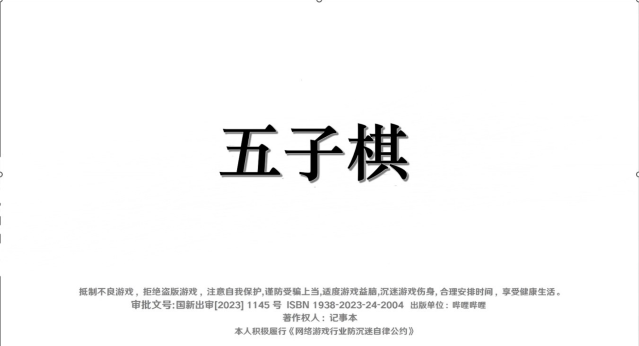 五子棋
抵制不良游戏，拒绝盗版游戏，注意自我保护,谨防受骗上当,适度游戏益脑,沉迷游戏伤身,合理安排时间，享受健康生活。
审批文号:国新出审[2023] 1145 号 ISBN 1938-2023-24-2004 出版单位：哔哩哔哩
著作权人：记事本
本人积极履行《网络游戏行业防沉迷自律公约》